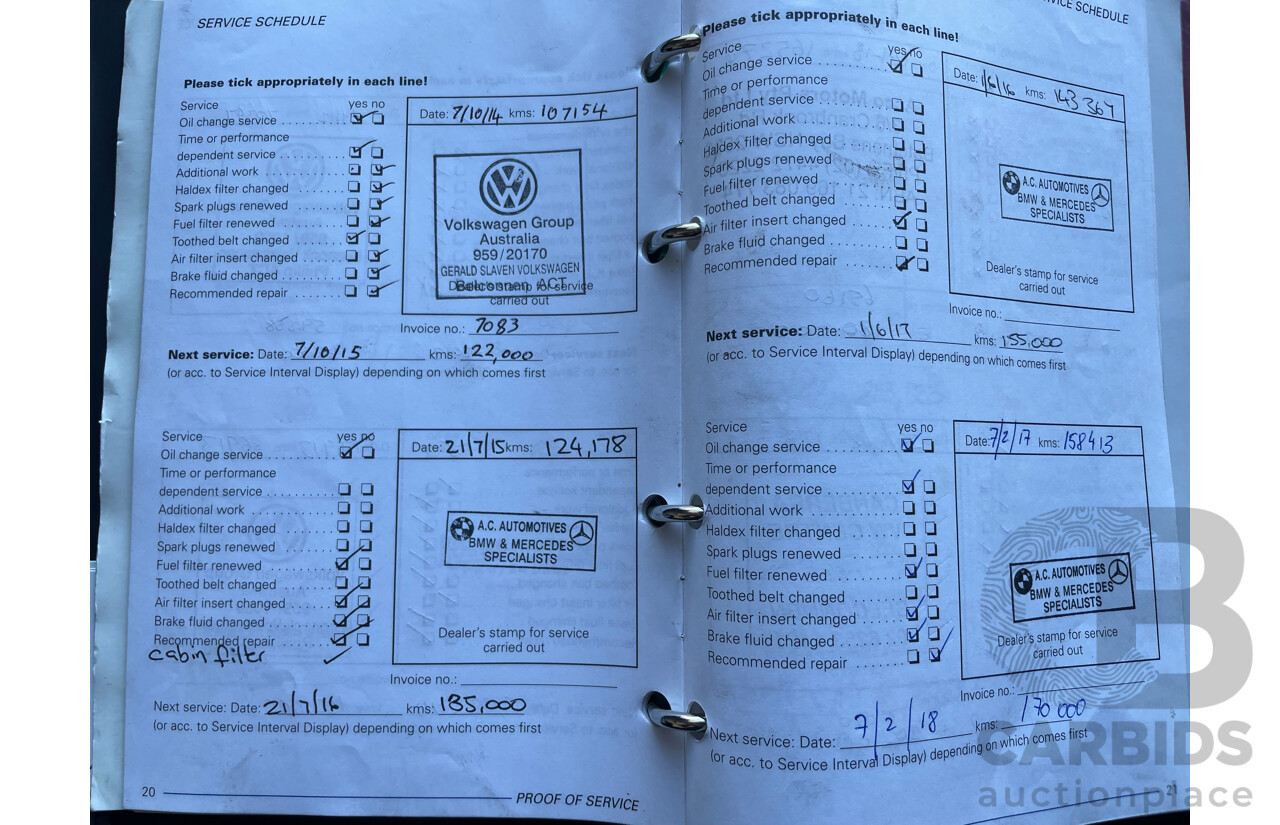 SERVICE SCHEDULE
Please tick appropriately in each line!
Service yes no
Oil change service
Time or performance
dependent service
Additional work
Haldex filter changed
Spark plugs renewed
Fuel filter renewed
Toothed belt changed
Air filter insert changed
Brake fluid changed
Recommended repair
Date: 7/10/14 kms: 107154
Volkswagen Group
Australia
959/20170
GERALD SLAVEN VOLKSWAGEN
Belconnen ACT
Dealer's stamp for service
carried out
Invoice no.: 7083
Next service: Date: 7/10/15 kms: 122,000
(or acc. to Service Interval Display) depending on which comes first
Service yes no
Oil change service
Time or performance
dependent service
Additional work
Haldex filter changed
Spark plugs renewed
Fuel filter renewed
Toothed belt changed
Air filter insert changed
Brake fluid changed
Recommended repair
cabin filter
Date: 21/7/15 kms: 124,178
A.C. AUTOMOTIVES
BMW & MERCEDES
SPECIALISTS
Dealer's stamp for service
carried out
Invoice no.:
Next service: Date: 21/7/16 kms: 135,000
(or acc. to Service Interval Display) depending on which comes first
20 PROOF OF SERVICE
SERVICE SCHEDULE
Please tick appropriately in each line!
Service yes no
Oil change service
Time or performance
dependent service
Additional work
Haldex filter changed
Spark plugs renewed
Fuel filter renewed
Toothed belt changed
Air filter insert changed
Brake fluid changed
Recommended repair
Date: 1/6/16 kms: 143367
A.C. AUTOMOTIVES
BMW & MERCEDES
SPECIALISTS
Dealer's stamp for service
carried out
Invoice no.:
Next service: Date: 1/6/17 kms: 155,000
(or acc. to Service Interval Display) depending on which comes first
Service yes no
Oil change service
Time or performance
dependent service
Additional work
Haldex filter changed
Spark plugs renewed
Fuel filter renewed
Toothed belt changed
Air filter insert changed
Brake fluid changed
Recommended repair
Date: 7/2/17 kms: 158413
A.C. AUTOMOTIVES
BMW & MERCEDES
SPECIALISTS
Dealer's stamp for service
carried out
Invoice no.:
Next service: Date: 7/2/18 kms: 170000
(or acc. to Service Interval Display) depending on which comes first
21
CARBIDS
auctionplace